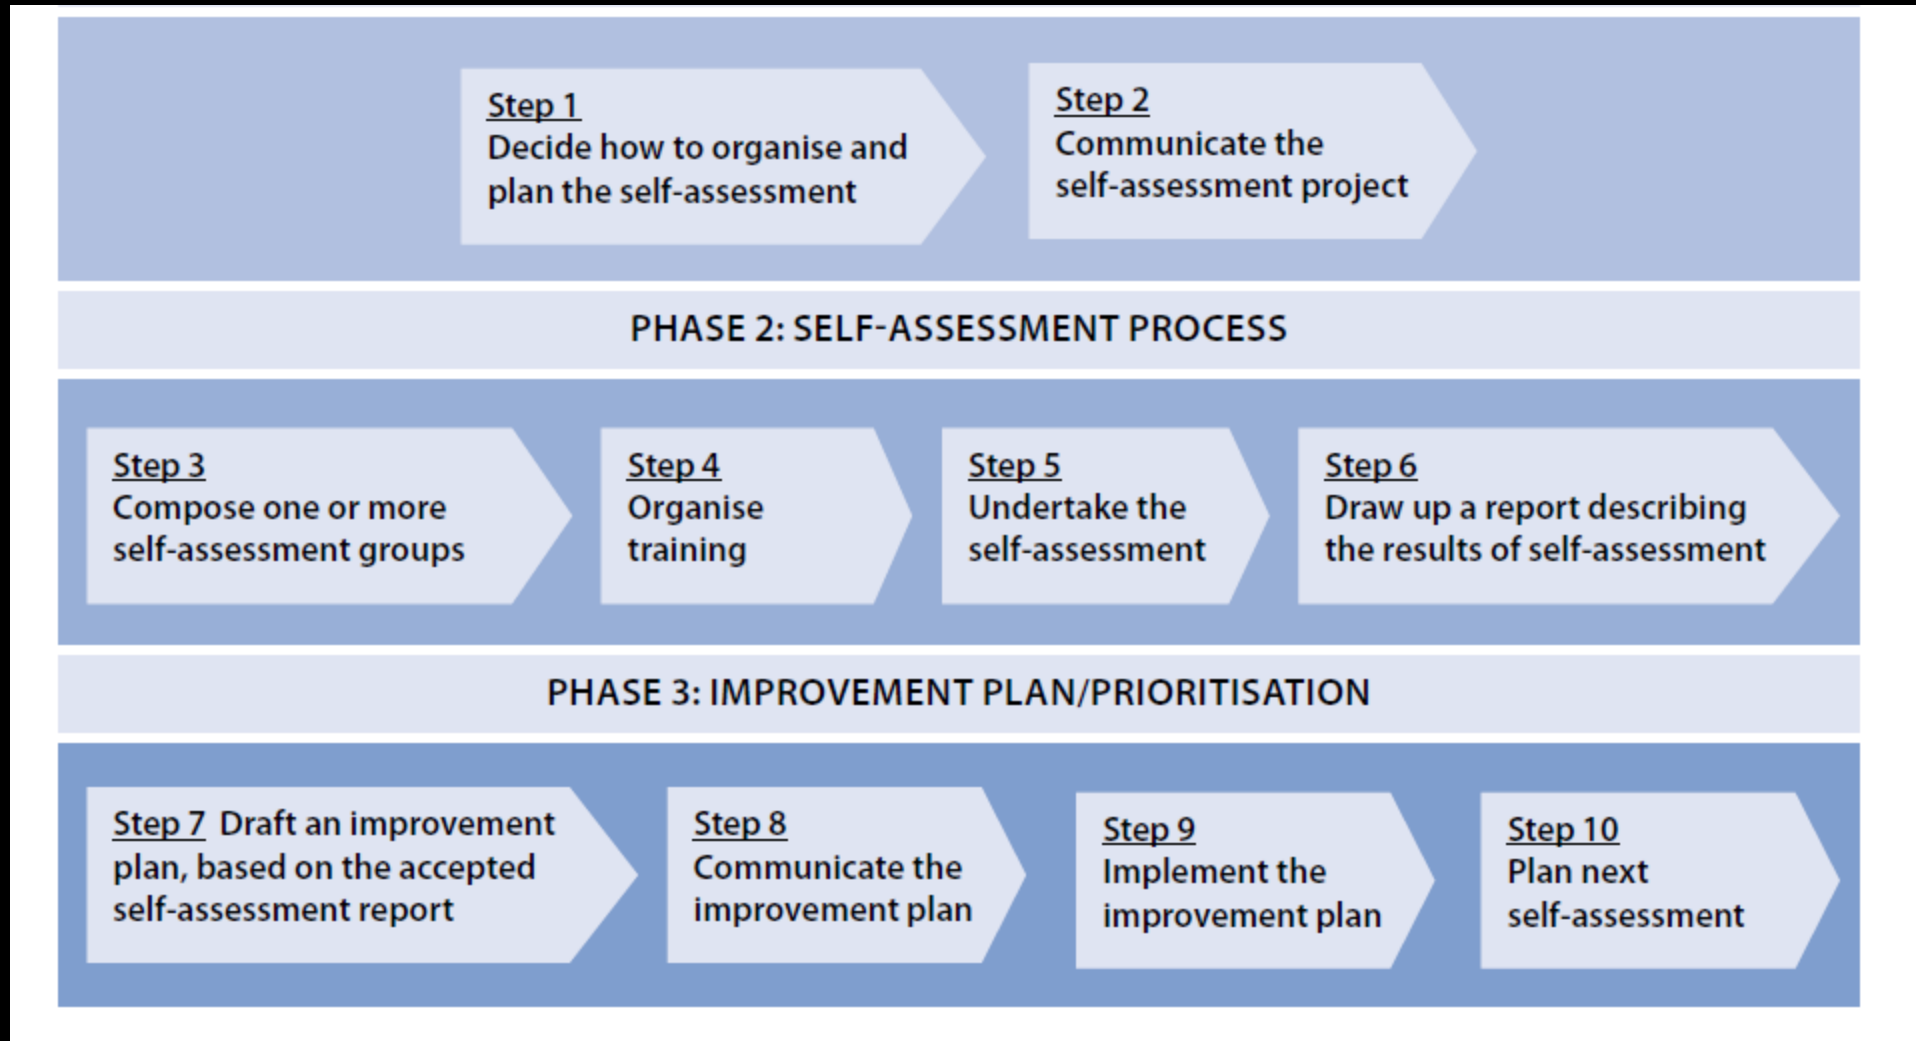 Step 1
Decide how to organise and
plan the self-assessment
Step 2
Communicate the
self-assessment project
PHASE 2: SELF-ASSESSMENT PROCESS
Step 3
Compose one or more
self-assessment groups
Step 4
Organise
training
Step 5
Undertake the
self-assessment
Step 6
Draw up a report describing
the results of self-assessment
PHASE 3: IMPROVEMENT PLAN/PRIORITISATION
Step 7 Draft an improvement
plan, based on the accepted
self-assessment report
Step 8
Communicate the
improvement plan
Step 9
Implement the
improvement plan
Step 10
Plan next
self-assessment